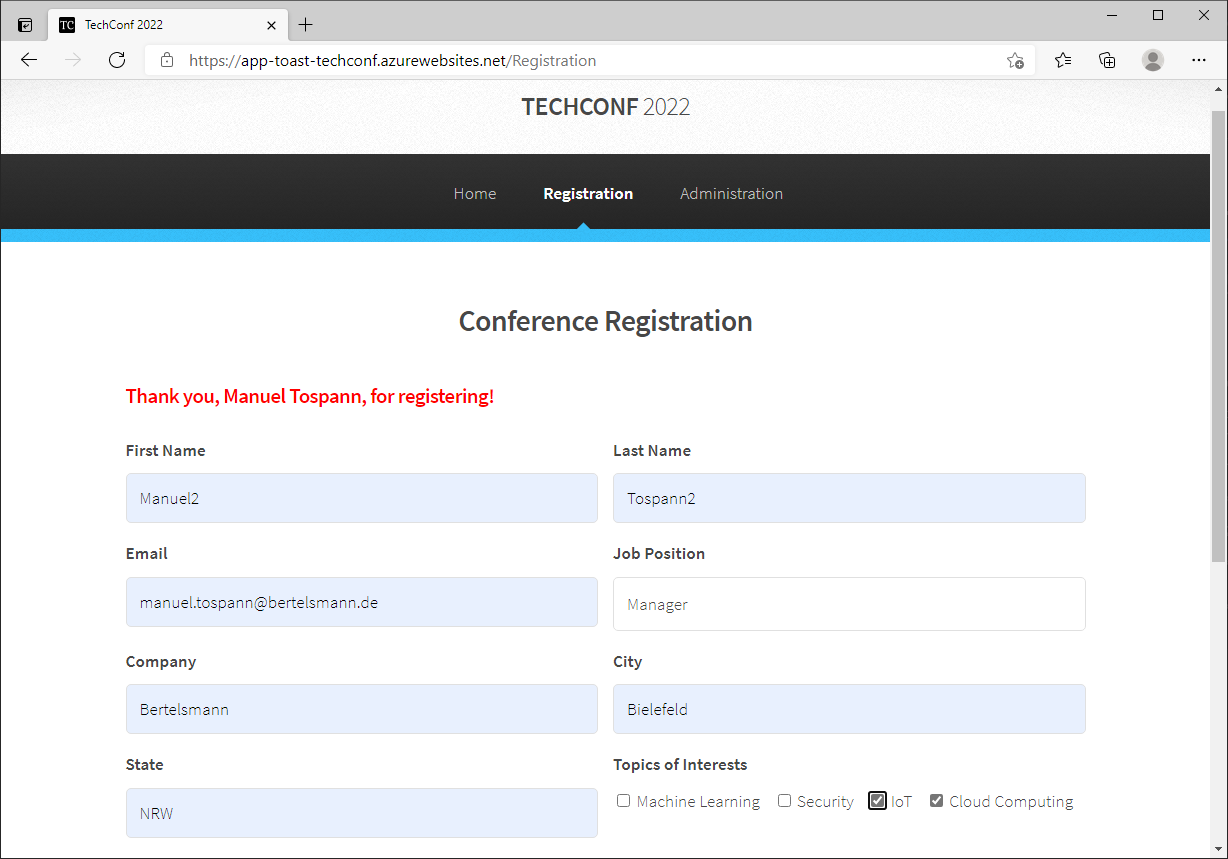 TC TechConf 2022
https://app-toast-techconf.azurewebsites.net/Registration
TECHCONF 2022
Home Registration Administration
Conference Registration
Thank you, Manuel Tospann, for registering!
First Name Last Name
Manuel2 Tospann2
Email Job Position
manuel.tospann@bertelsmann.de Manager
Company City
Bertelsmann Bielefeld
State Topics of Interests
NRW Machine Learning Security IoT Cloud Computing